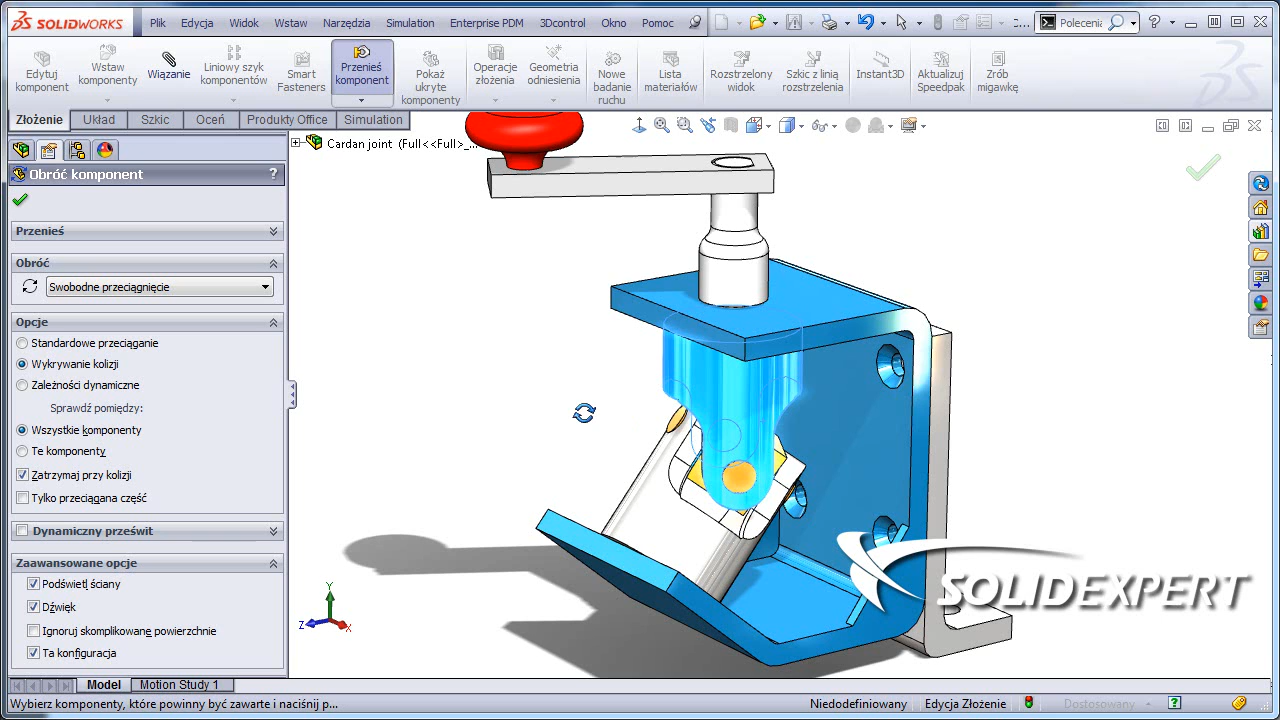 SOLIDWORKS
Plik Edycja Widok Wstaw Narzędzia Simulation Enterprise PDM 3Dcontrol Okno Pomoc
:... Polecenia ?
Edytuj komponent
Wstaw komponenty
Wiązanie
Liniowy szyk komponentów
Smart Fasteners
Przenieś komponent
Pokaż ukryte komponenty
Operacje złożenia
Geometria odniesienia
Nowe badanie ruchu
Lista materiałów
Rozstrzelony widok
Szkic z linią rozstrzelenia
Instant3D
Aktualizuj Speedpak
Zrób migawkę
Złożenie Układ Szkic Oceń Produkty Office Simulation
Cardan joint (Full<<Full>_...
Obróć komponent ?
Przenieś
Obróć
Swobodne przeciągnięcie
Opcje
Standardowe przeciąganie
Wykrywanie kolizji
Zależności dynamiczne
Sprawdź pomiędzy:
Wszystkie komponenty
Te komponenty
Zatrzymaj przy kolizji
Tylko przeciągana część
Dynamiczny prześwit
Zaawansowane opcje
Podświetl ściany
Dźwięk
Ignoruj skomplikowane powierzchnie
Ta konfiguracja
Y
Z X
SOLIDEXPERT
Model Motion Study 1
Wybierz komponenty, które powinny być zawarte i naciśnij p... Niedodefiniowany Edycja Złożenie Dostosowany ?